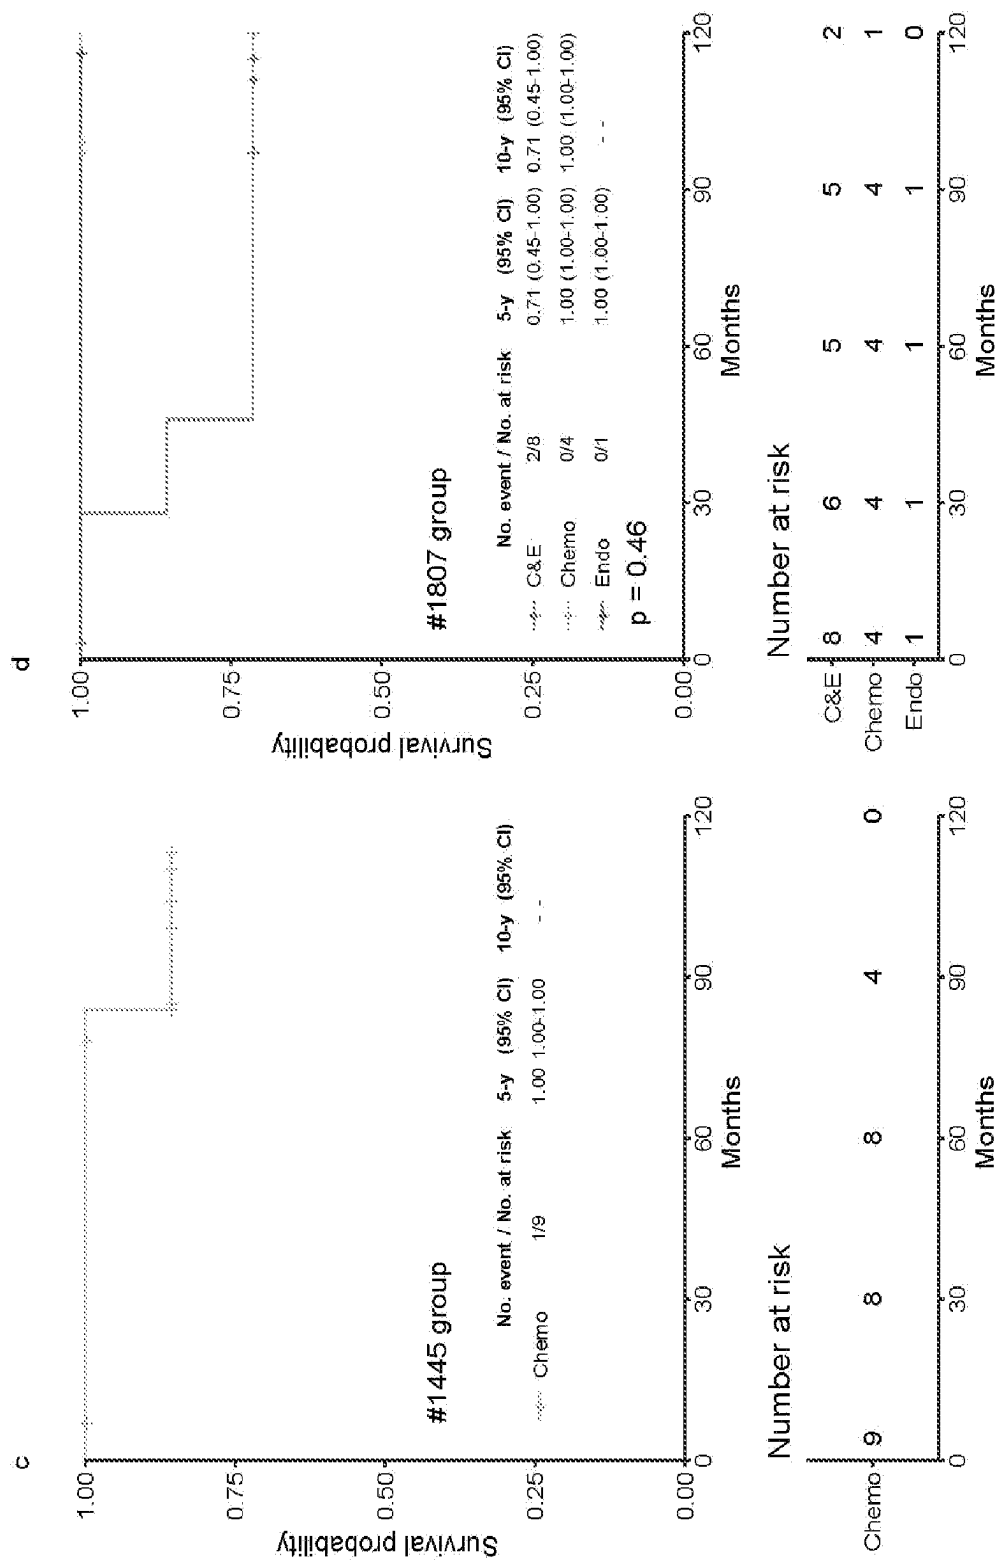 c
Survival probability
1.00
0.75
0.50
0.25
0.00
#1445 group
No. event / No. at risk 5-y (95% CI) 10-y (95% CI)
Chemo 1/9 1.00 1.00-1.00 - -
0 30 60 90 120
Months
Number at risk
Chemo 9 8 8 4 0
0 30 60 90 120
Months
d
Survival probability
1.00
0.75
0.50
0.25
0.00
#1807 group
No. event / No. at risk 5-y (95% CI) 10-y (95% CI)
C&E 2/8 0.71 (0.45-1.00) 0.71 (0.45-1.00)
Chemo 0/4 1.00 (1.00-1.00) 1.00 (1.00-1.00)
Endo 0/1 1.00 (1.00-1.00) - -
p = 0.46
0 30 60 90 120
Months
Number at risk
C&E 8 6 5 5 2
Chemo 4 4 4 4 1
Endo 1 1 1 1 0
0 30 60 90 120
Months